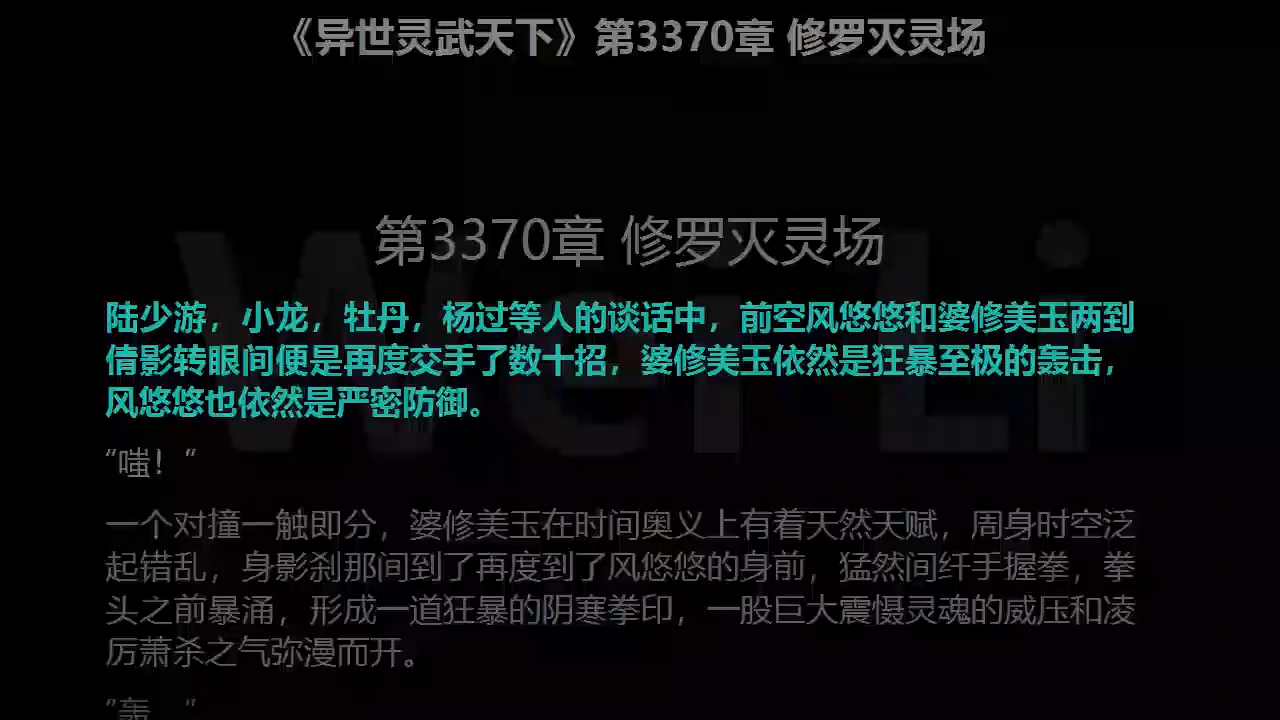 《异世灵武天下》第3370章 修罗灭灵场
第3370章 修罗灭灵场
Wei Li
陆少游，小龙，牡丹，杨过等人的谈话中，前空风悠悠和婆修美玉两到
倩影转眼间便是再度交手了数十招，婆修美玉依然是狂暴至极的轰击，
风悠悠也依然是严密防御。
“嗤！”
一个对撞一触即分，婆修美玉在时间奥义上有着天然天赋，周身时空泛
起错乱，身影刹那间到了再度到了风悠悠的身前，猛然间纤手握拳，拳
头之前暴涌，形成一道狂暴的阴寒拳印，一股巨大震慑灵魂的威压和凌
厉萧杀之气弥漫而开。
“轰